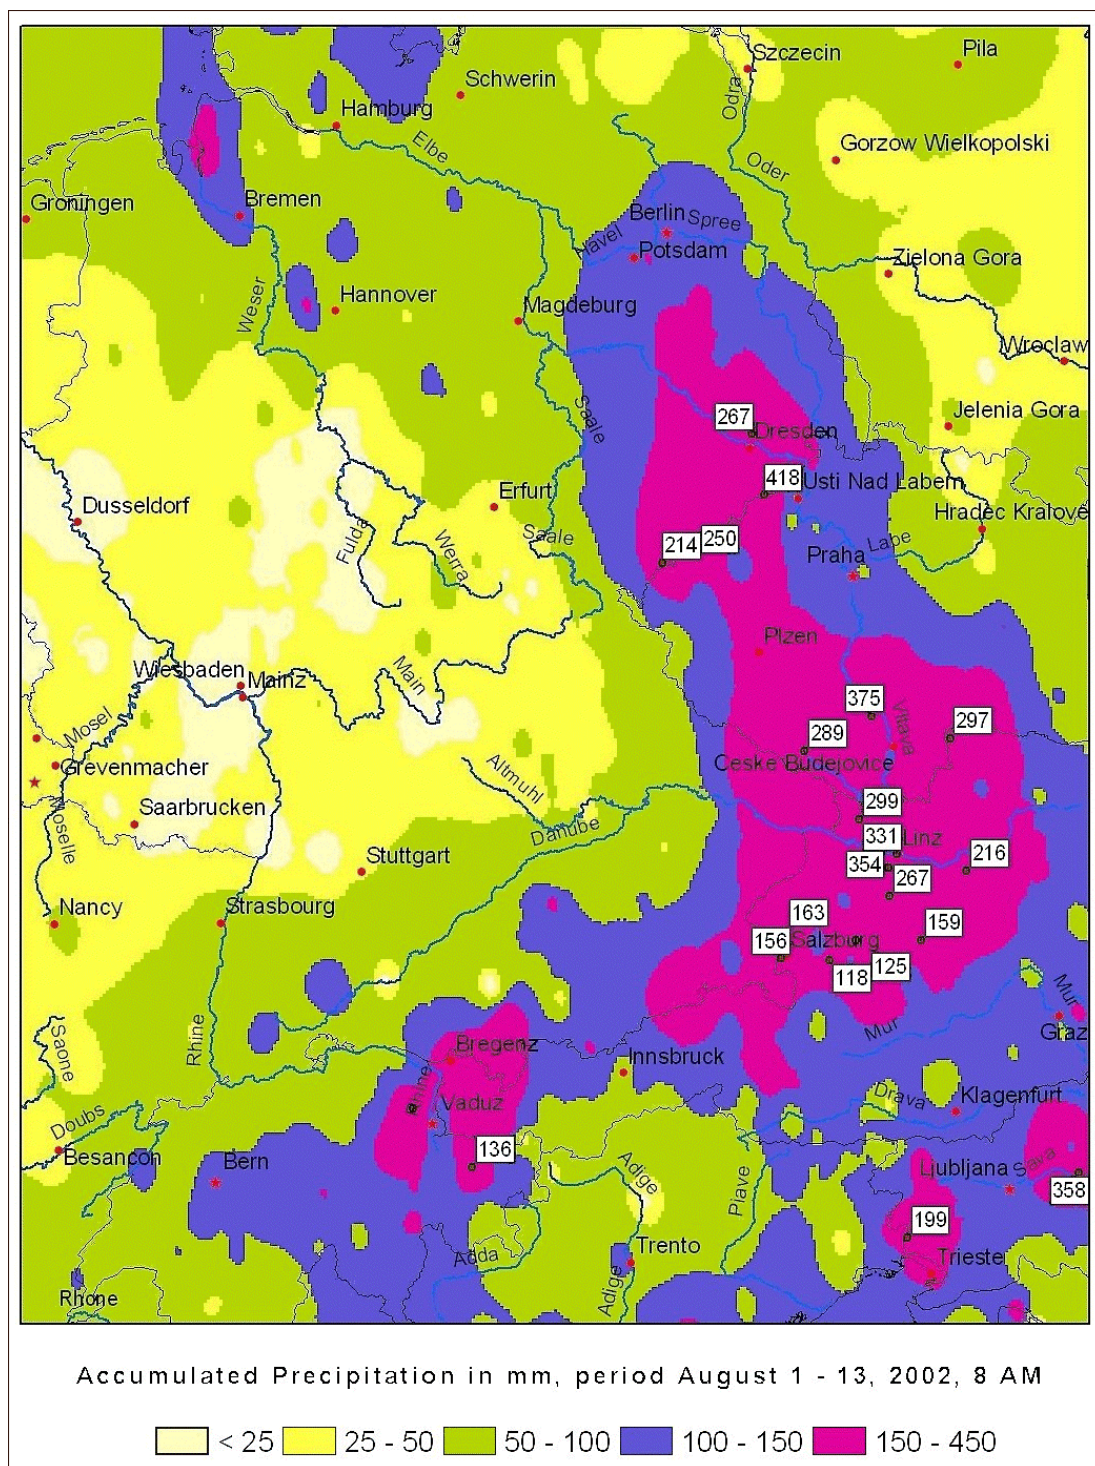 Szczecin
Pila
Schwerin
Odra
Hamburg
Elbe
Gorzow Wielkopolski
Oder
Groningen
Bremen
Berlin
Spree
Havel
Potsdam
Zielona Gora
Weser
Hannover
Magdeburg
Wroclaw
Saale
Jelenia Gora
267
Dresden
418
Usti Nad Labem
Erfurt
Dusseldorf
Hradec Kralove
Fulda
Werra
Saale
214
250
Praha
Labe
Plzen
Wiesbaden
Mainz
Main
375
Vltava
297
Mosel
289
Grevenmacher
Ceske Budejovice
Altmuhl
Saarbrucken
299
Moselle
Danube
331
Linz
354
216
Stuttgart
267
Nancy
Strasbourg
163
159
156
Salzburg
118
125
Mur
Saone
Rhine
Mur
Graz
Bregenz
Innsbruck
Rhine
Vaduz
Drava
Klagenfurt
Doubs
Besançon
136
Bern
Adige
Piave
Ljubljana
Sava
358
199
Adda
Trento
Trieste
Adige
Rhone
Accumulated Precipitation in mm, period August 1 - 13, 2002, 8 AM
< 25
25 - 50
50 - 100
100 - 150
150 - 450